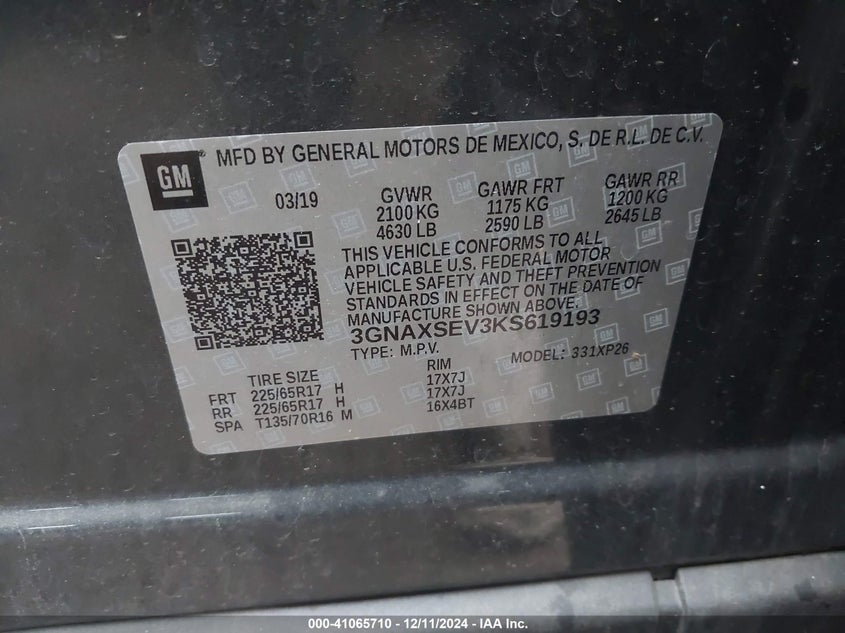 GM
MFD BY GENERAL MOTORS DE MEXICO, S. DE R.L. DE C.V.
03/19
GVWR GAWR FRT GAWR RR
2100 KG 1175 KG 1200 KG
4630 LB 2590 LB 2645 LB
THIS VEHICLE CONFORMS TO ALL
APPLICABLE U.S. FEDERAL MOTOR
VEHICLE SAFETY AND THEFT PREVENTION
STANDARDS IN EFFECT ON THE DATE OF
MANUFACTURE SHOWN ABOVE.
3GNAXSEV3KS619193
TYPE: M.P.V. MODEL: 331XP26
TIRE SIZE RIM
FRT 225/65R17 H 17X7J
RR 225/65R17 H 17X7J
SPA T135/70R16 M 16X4BT
000-41065710 - 12/11/2024 - IAA Inc.